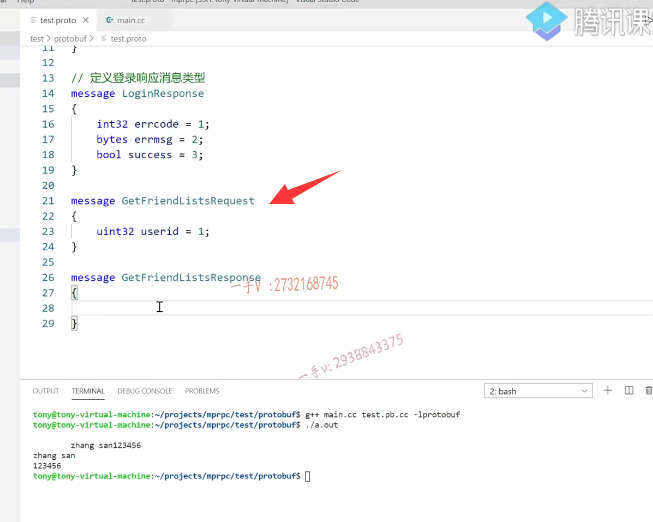 Help
test.proto - mprpc [SSH: tony-virtual-machine] - Visual Studio Code
test.proto
main.cc
腾讯课
test > protobuf > test.proto
11 }
12
13 // 定义登录响应消息类型
14 message LoginResponse
15 {
16 int32 errcode = 1;
17 bytes errmsg = 2;
18 bool success = 3;
19 }
20
21 message GetFriendListsRequest
22 {
23 uint32 userid = 1;
24 }
25
26 message GetFriendListsResponse
27 {
28
29 }
一手V :2732168745
一手v: 2938843375
OUTPUT TERMINAL DEBUG CONSOLE PROBLEMS
2: bash
tony@tony-virtual-machine:~/projects/mprpc/test/protobuf$ g++ main.cc test.pb.cc -lprotobuf
tony@tony-virtual-machine:~/projects/mprpc/test/protobuf$ ./a.out
zhang san123456
zhang san
123456
tony@tony-virtual-machine:~/projects/mprpc/test/protobuf$